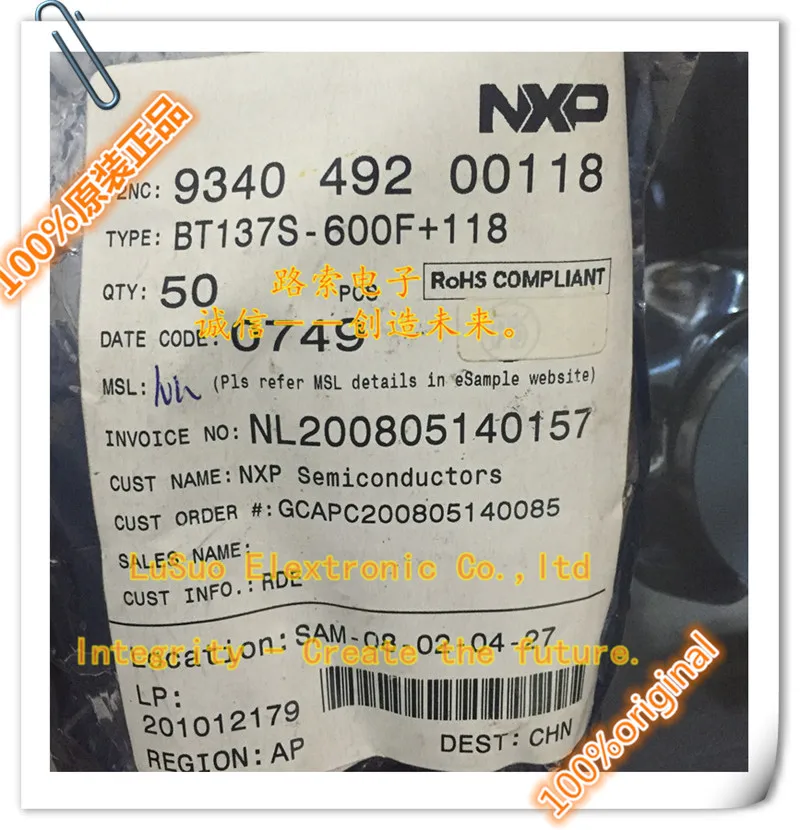 NXP
12NC: 9340 492 00118
TYPE: BT137S-600F+118
QTY: 50 PCS RoHS COMPLIANT
路索电子
诚信一一创造未来。
DATE CODE: 0749
MSL: (Pls refer MSL details in eSample website)
INVOICE NO: NL200805140157
CUST NAME: NXP Semiconductors
CUST ORDER #: GCAPC200805140085
SALES NAME:
LuSuo Elextronic Co.,ltd
CUST INFO.: RDE
Location: SAM-08-02-04-27
Integrity - Create the future.
LP:
201012179
REGION: AP
DEST: CHN
100%原装正品
100%original